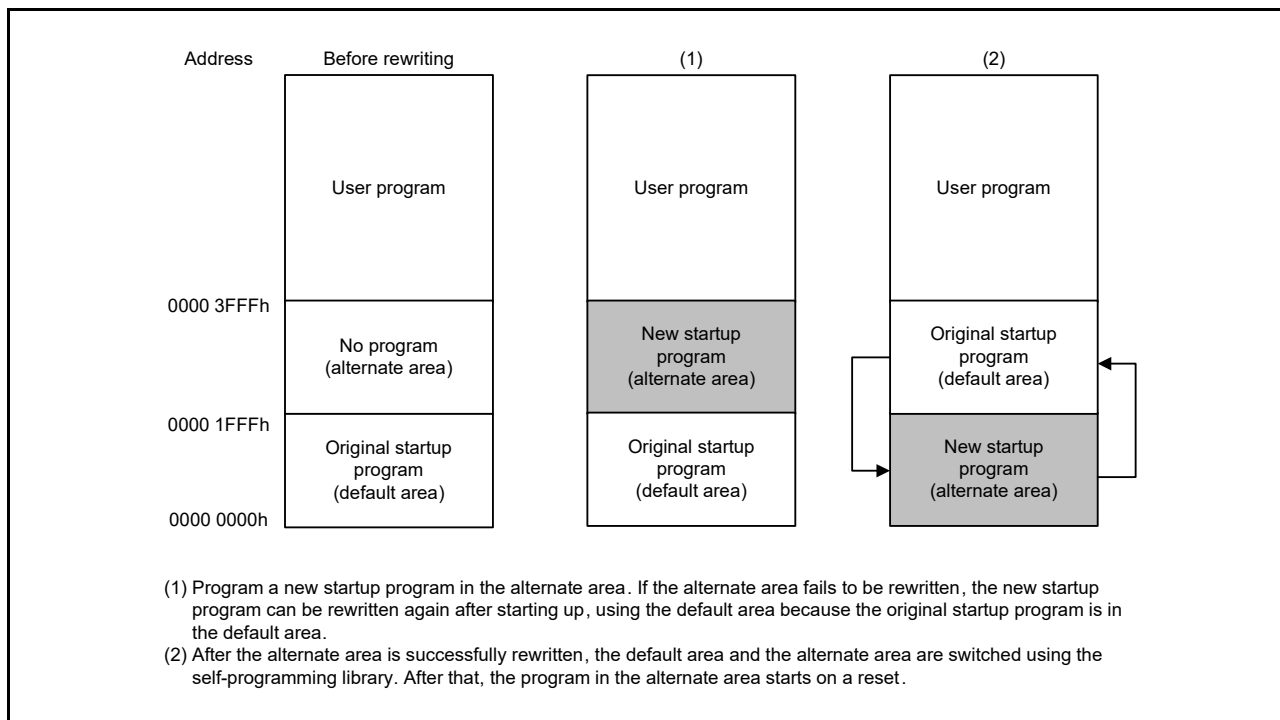 Address
Before rewriting
(1)
(2)
User program
User program
User program
0000 3FFFh
No program
(alternate area)
New startup
program
(alternate area)
Original startup
program
(default area)
0000 1FFFh
Original startup
program
(default area)
Original startup
program
(default area)
New startup
program
(alternate area)
0000 0000h
(1) Program a new startup program in the alternate area. If the alternate area fails to be rewritten, the new startup
program can be rewritten again after starting up, using the default area because the original startup program is in
the default area.
(2) After the alternate area is successfully rewritten, the default area and the alternate area are switched using the
self-programming library. After that, the program in the alternate area starts on a reset.